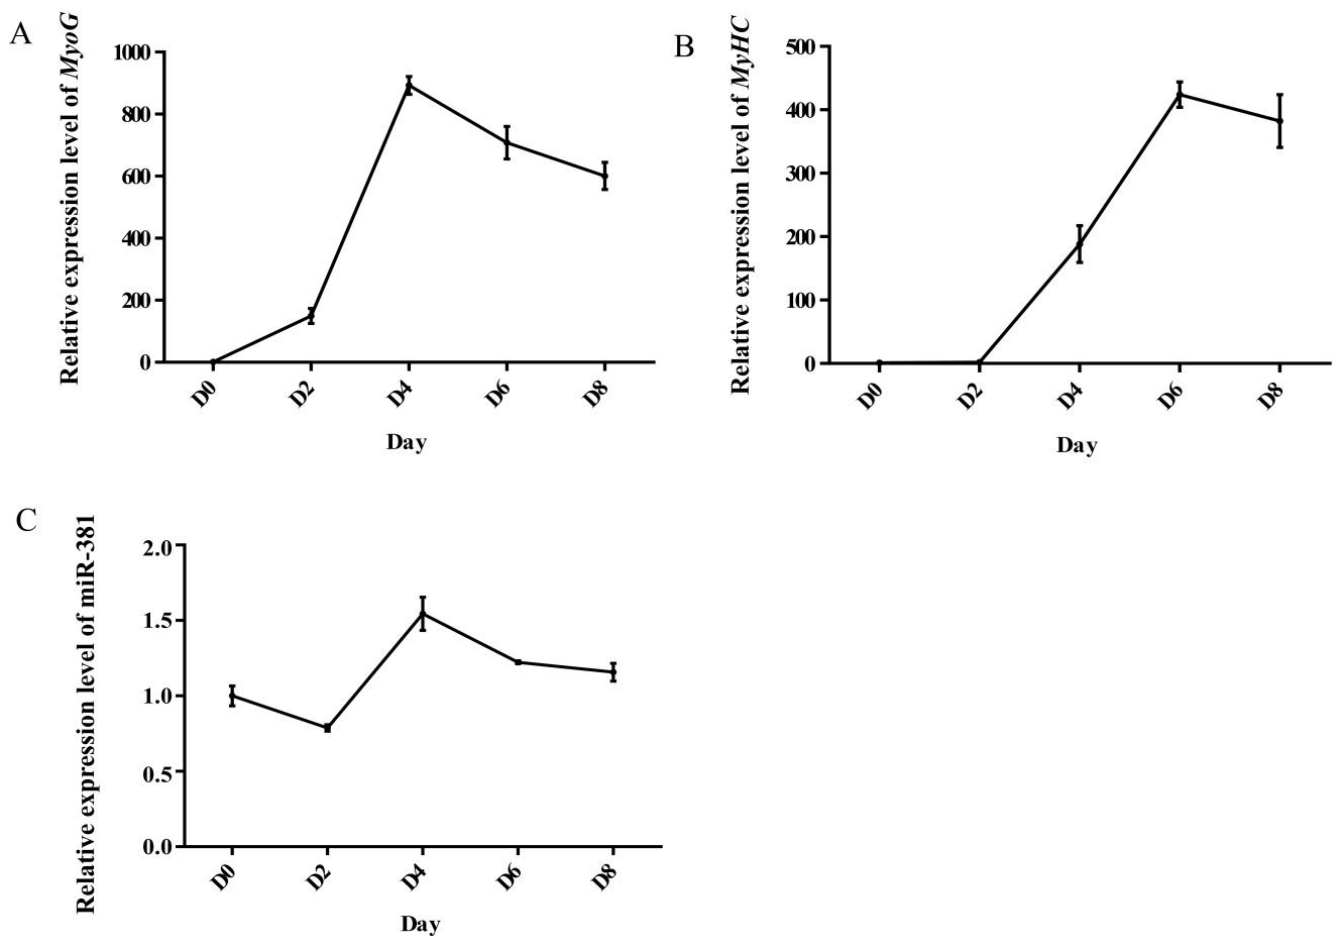 A
Relative expression level of MyoG
1000
800
600
400
200
0
D0 D2 D4 D6 D8
Day
B
Relative expression level of MyHC
500
400
300
200
100
0
D0 D2 D4 D6 D8
Day
C
Relative expression level of miR-381
2.0
1.5
1.0
0.5
0.0
D0 D2 D4 D6 D8
Day